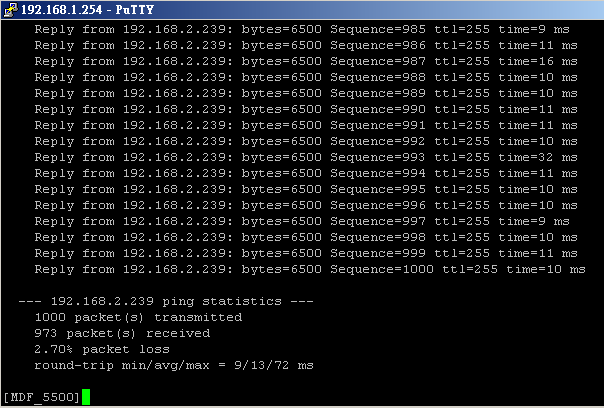 192.168.1.254 - PuTTY
Reply from 192.168.2.239: bytes=6500 Sequence=985 ttl=255 time=9 ms
Reply from 192.168.2.239: bytes=6500 Sequence=986 ttl=255 time=11 ms
Reply from 192.168.2.239: bytes=6500 Sequence=987 ttl=255 time=16 ms
Reply from 192.168.2.239: bytes=6500 Sequence=988 ttl=255 time=10 ms
Reply from 192.168.2.239: bytes=6500 Sequence=989 ttl=255 time=10 ms
Reply from 192.168.2.239: bytes=6500 Sequence=990 ttl=255 time=11 ms
Reply from 192.168.2.239: bytes=6500 Sequence=991 ttl=255 time=11 ms
Reply from 192.168.2.239: bytes=6500 Sequence=992 ttl=255 time=10 ms
Reply from 192.168.2.239: bytes=6500 Sequence=993 ttl=255 time=32 ms
Reply from 192.168.2.239: bytes=6500 Sequence=994 ttl=255 time=11 ms
Reply from 192.168.2.239: bytes=6500 Sequence=995 ttl=255 time=10 ms
Reply from 192.168.2.239: bytes=6500 Sequence=996 ttl=255 time=10 ms
Reply from 192.168.2.239: bytes=6500 Sequence=997 ttl=255 time=9 ms
Reply from 192.168.2.239: bytes=6500 Sequence=998 ttl=255 time=10 ms
Reply from 192.168.2.239: bytes=6500 Sequence=999 ttl=255 time=11 ms
Reply from 192.168.2.239: bytes=6500 Sequence=1000 ttl=255 time=10 ms
--- 192.168.2.239 ping statistics ---
1000 packet(s) transmitted
973 packet(s) received
2.70% packet loss
round-trip min/avg/max = 9/13/72 ms
[MDF_5500]